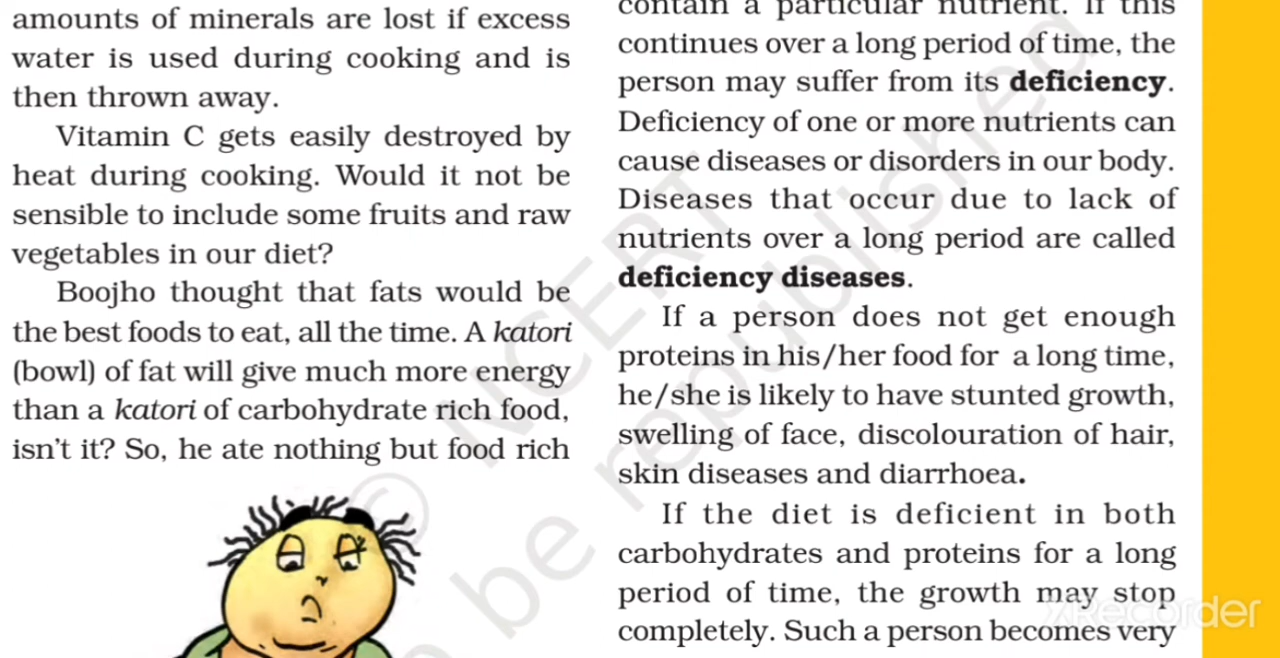 amounts of minerals are lost if excess
water is used during cooking and is
then thrown away.
Vitamin C gets easily destroyed by
heat during cooking. Would it not be
sensible to include some fruits and raw
vegetables in our diet?
Boojho thought that fats would be
the best foods to eat, all the time. A katori
(bowl) of fat will give much more energy
than a katori of carbohydrate rich food,
isn't it? So, he ate nothing but food rich
contain a particular nutrient. If this
continues over a long period of time, the
person may suffer from its deficiency.
Deficiency of one or more nutrients can
cause diseases or disorders in our body.
Diseases that occur due to lack of
nutrients over a long period are called
deficiency diseases.
If a person does not get enough
proteins in his/her food for a long time,
he/she is likely to have stunted growth,
swelling of face, discolouration of hair,
skin diseases and diarrhoea.
If the diet is deficient in both
carbohydrates and proteins for a long
period of time, the growth may stop
completely. Such a person becomes very
© NCERT
be republished
XRecorder